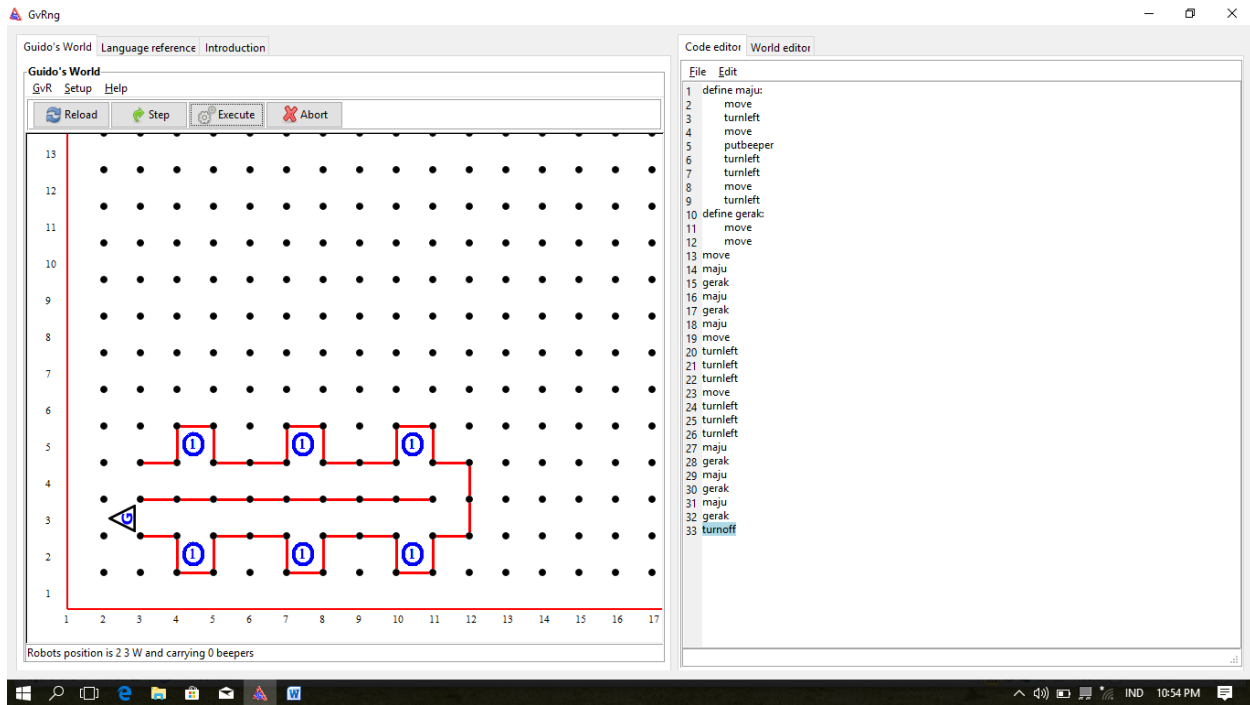 GvRng
Guido's World Language reference Introduction
Guido's World
GvR Setup Help
Reload Step Execute Abort
13
12
11
10
9
8
7
6
5
4
3
2
1
1 1 1
G
1 1 1
1 2 3 4 5 6 7 8 9 10 11 12 13 14 15 16 17
Robots position is 2 3 W and carrying 0 beepers
Code editor World editor
File Edit
1 define maju:
2 move
3 turnleft
4 move
5 putbeeper
6 turnleft
7 turnleft
8 move
9 turnleft
10 define gerak:
11 move
12 move
13 move
14 maju
15 gerak
16 maju
17 gerak
18 maju
19 move
20 turnleft
21 turnleft
22 turnleft
23 move
24 turnleft
25 turnleft
26 turnleft
27 maju
28 gerak
29 maju
30 gerak
31 maju
32 gerak
33 turnoff
IND 10:54 PM